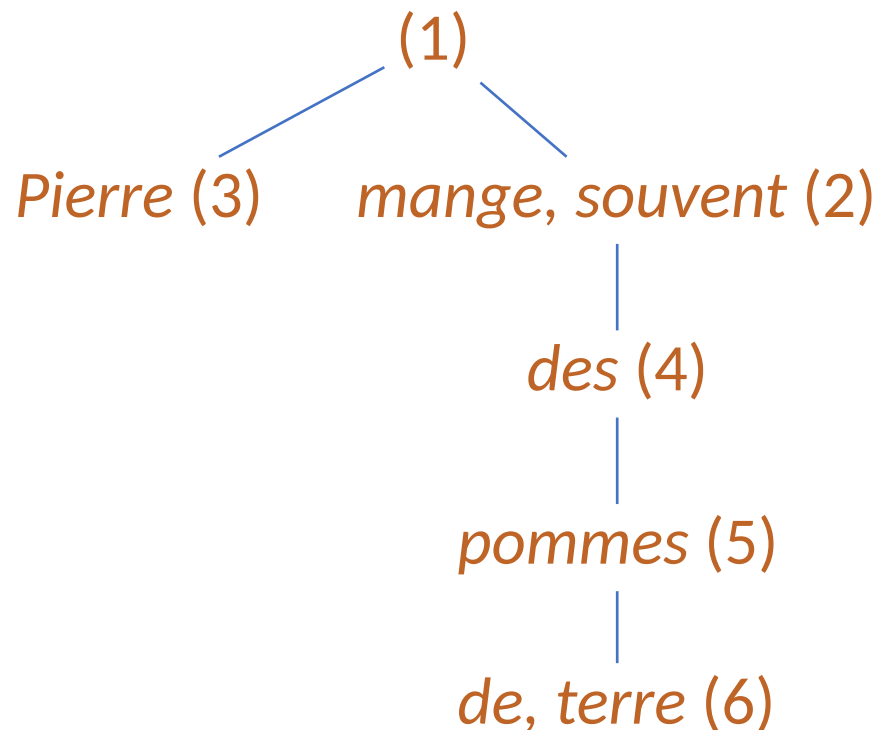 (1)
Pierre (3) mange, souvent (2)
des (4)
pommes (5)
de, terre (6)